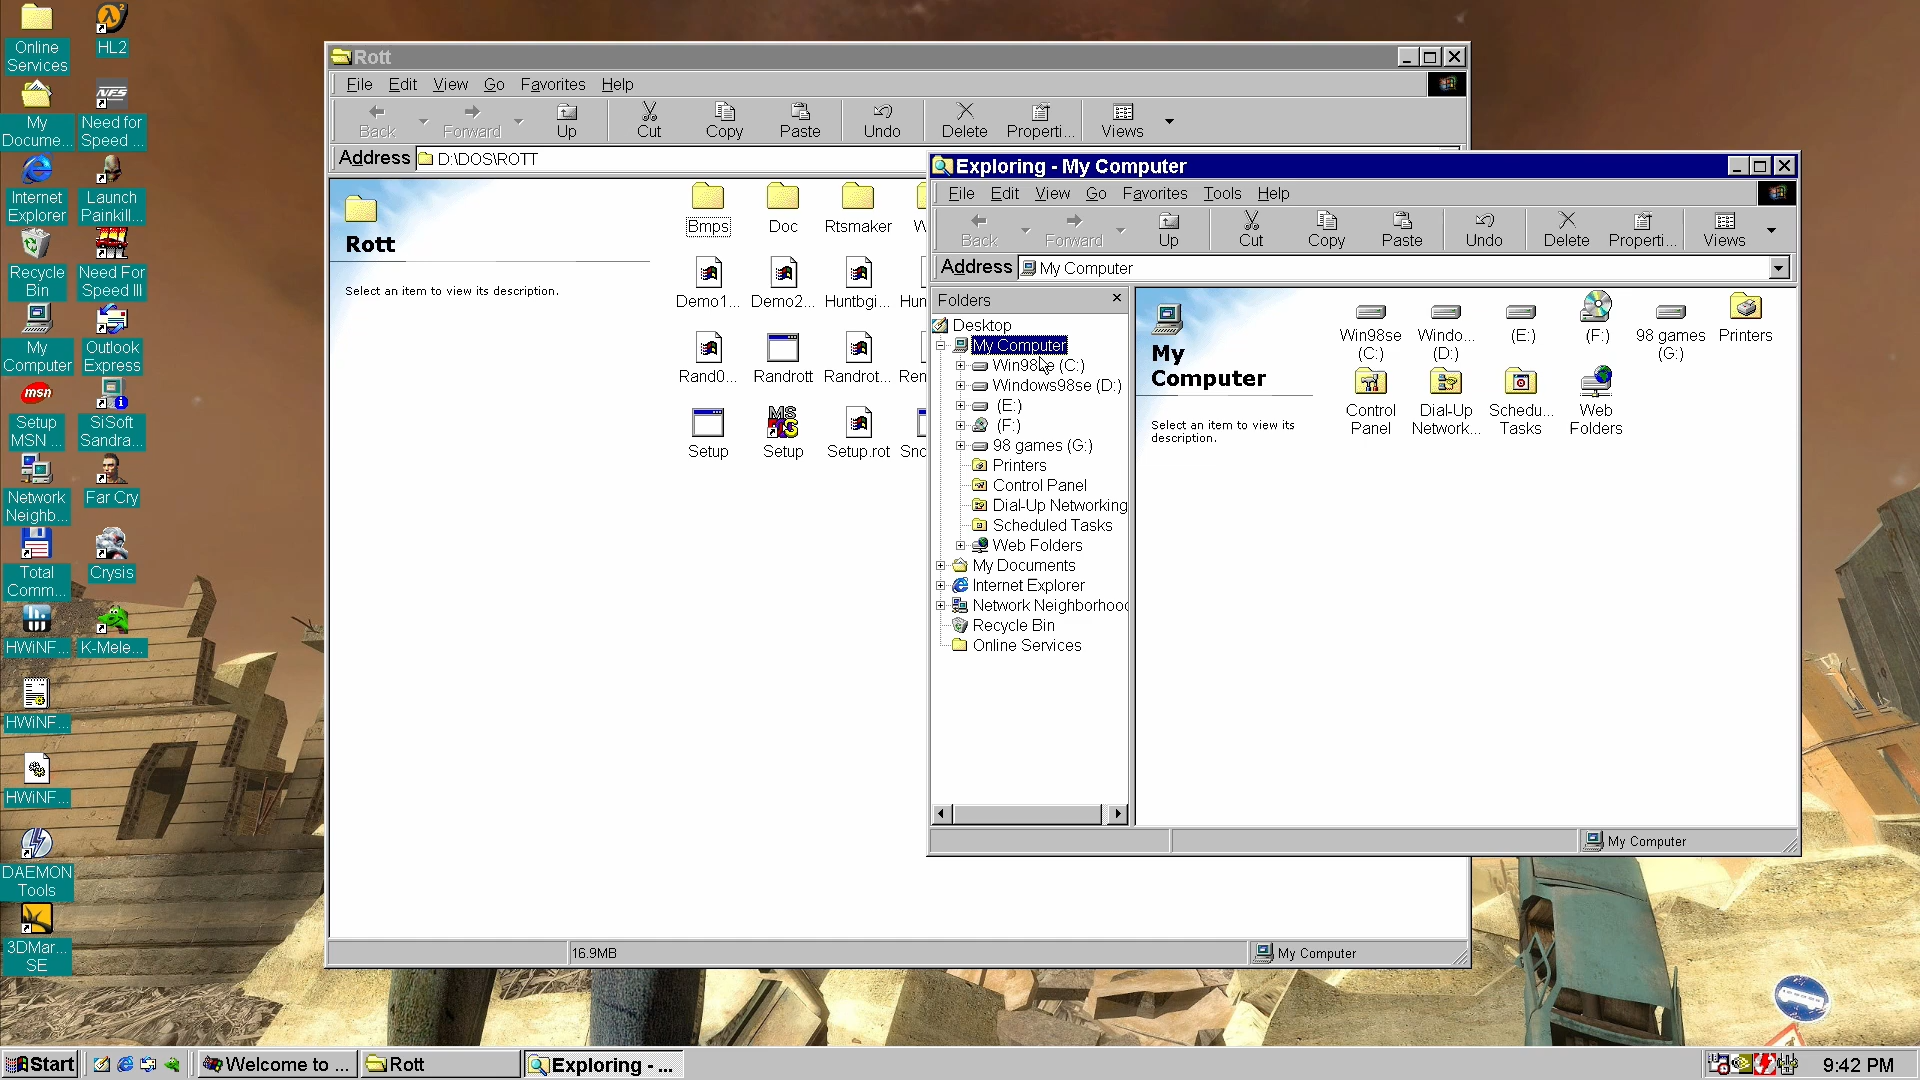 Online
Services
HL2
My
Docume...
Need for
Speed ...
Internet
Explorer
Launch
Painkill...
Recycle
Bin
Need For
Speed III
My
Computer
Outlook
Express
msn
Setup
MSN ...
SiSoft
Sandra...
Network
Neighb...
Far Cry
Total
Comm...
Crysis
HWiNF...
K-Mele...
HWiNF...
HWiNF...
DAEMON
Tools
3DMar...
SE
Rott
File Edit View Go Favorites Help
Back Forward Up Cut Copy Paste Undo Delete Properti... Views
Address D:\DOS\ROTT
Rott
Select an item to view its description.
Bmps Doc Rtsmaker
Demo1... Demo2... Huntbgi...
Rand0... Randrott Randrot...
Setup Setup Setup.rot
16.9MB
My Computer
Exploring - My Computer
File Edit View Go Favorites Tools Help
Back Forward Up Cut Copy Paste Undo Delete Properti... Views
Address My Computer
Folders
Desktop
My Computer
Win98se (C:)
Windows98se (D:)
(E:)
(F:)
98 games (G:)
Printers
Control Panel
Dial-Up Networking
Scheduled Tasks
Web Folders
My Documents
Internet Explorer
Network Neighborhood
Recycle Bin
Online Services
My
Computer
Select an item to view its
description.
Win98se
(C:)
Windo...
(D:)
(E:)
(F:)
98 games
(G:)
Printers
Control
Panel
Dial-Up
Network...
Schedu...
Tasks
Web
Folders
My Computer
Start
Welcome to ...
Rott
Exploring - ...
9:42 PM